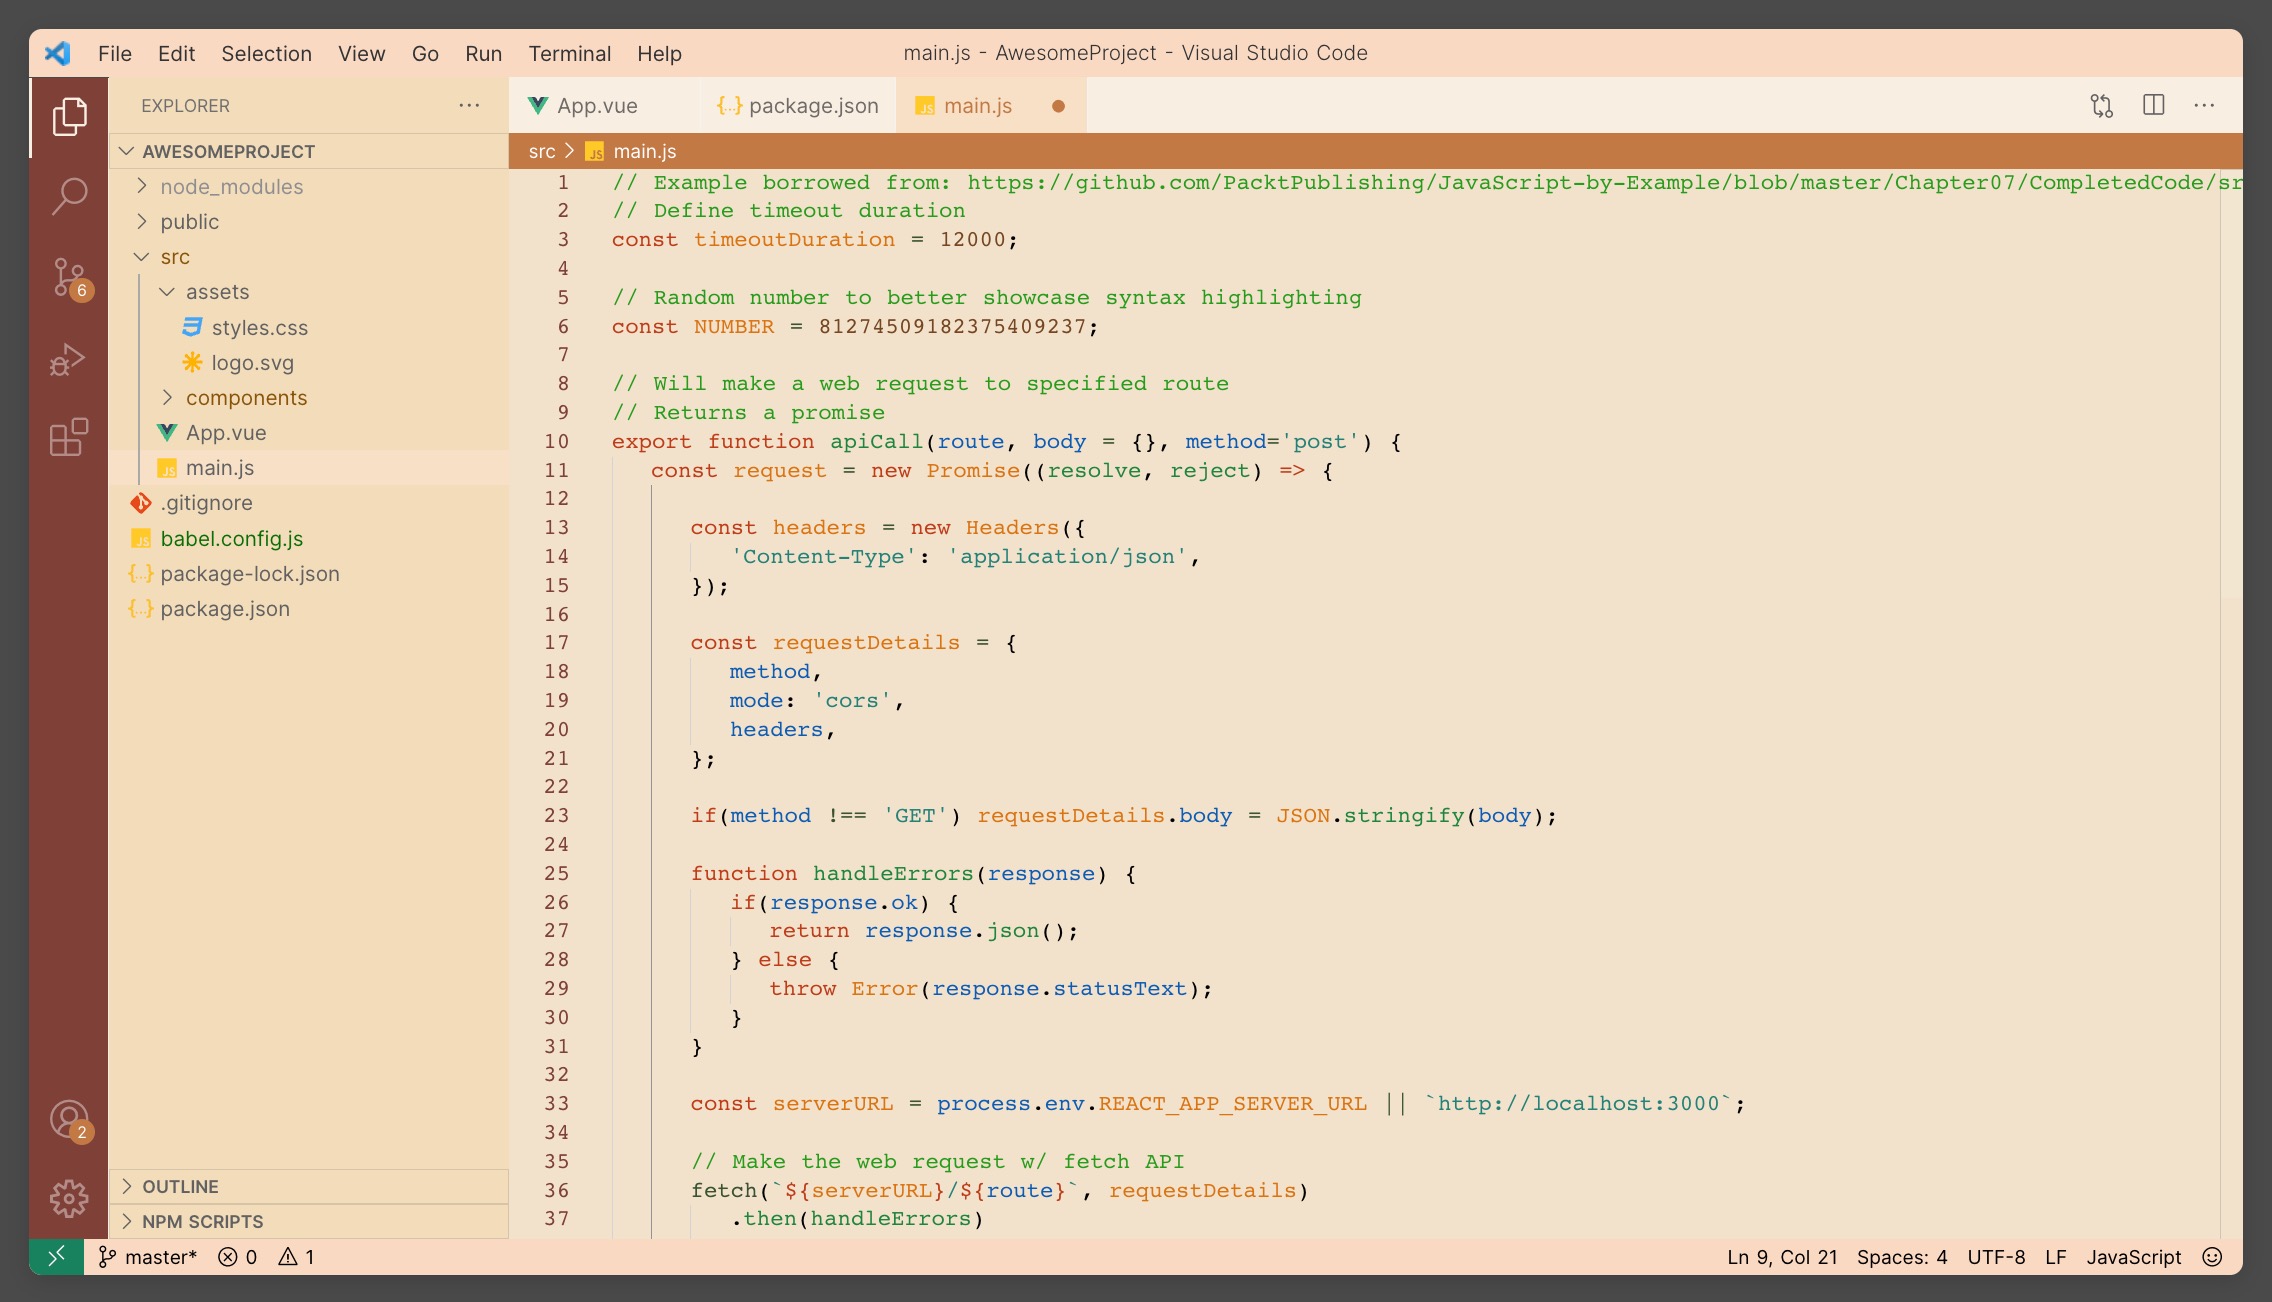 File Edit Selection View Go Run Terminal Help main.js - AwesomeProject - Visual Studio Code
EXPLORER
AWESOMEPROJECT
node_modules
public
src
assets
styles.css
logo.svg
components
App.vue
main.js
.gitignore
babel.config.js
package-lock.json
package.json
OUTLINE
NPM SCRIPTS
6
2
App.vue package.json main.js
src > main.js
1 // Example borrowed from: https://github.com/PacktPublishing/JavaScript-by-Example/blob/master/Chapter07/CompletedCode/sr
2 // Define timeout duration
3 const timeoutDuration = 12000;
4
5 // Random number to better showcase syntax highlighting
6 const NUMBER = 81274509182375409237;
7
8 // Will make a web request to specified route
9 // Returns a promise
10 export function apiCall(route, body = {}, method='post') {
11 const request = new Promise((resolve, reject) => {
12
13 const headers = new Headers({
14 'Content-Type': 'application/json',
15 });
16
17 const requestDetails = {
18 method,
19 mode: 'cors',
20 headers,
21 };
22
23 if(method !== 'GET') requestDetails.body = JSON.stringify(body);
24
25 function handleErrors(response) {
26 if(response.ok) {
27 return response.json();
28 } else {
29 throw Error(response.statusText);
30 }
31 }
32
33 const serverURL = process.env.REACT_APP_SERVER_URL || `http://localhost:3000`;
34
35 // Make the web request w/ fetch API
36 fetch(`${serverURL}/${route}`, requestDetails)
37 .then(handleErrors)
master* 0 1 Ln 9, Col 21 Spaces: 4 UTF-8 LF JavaScript